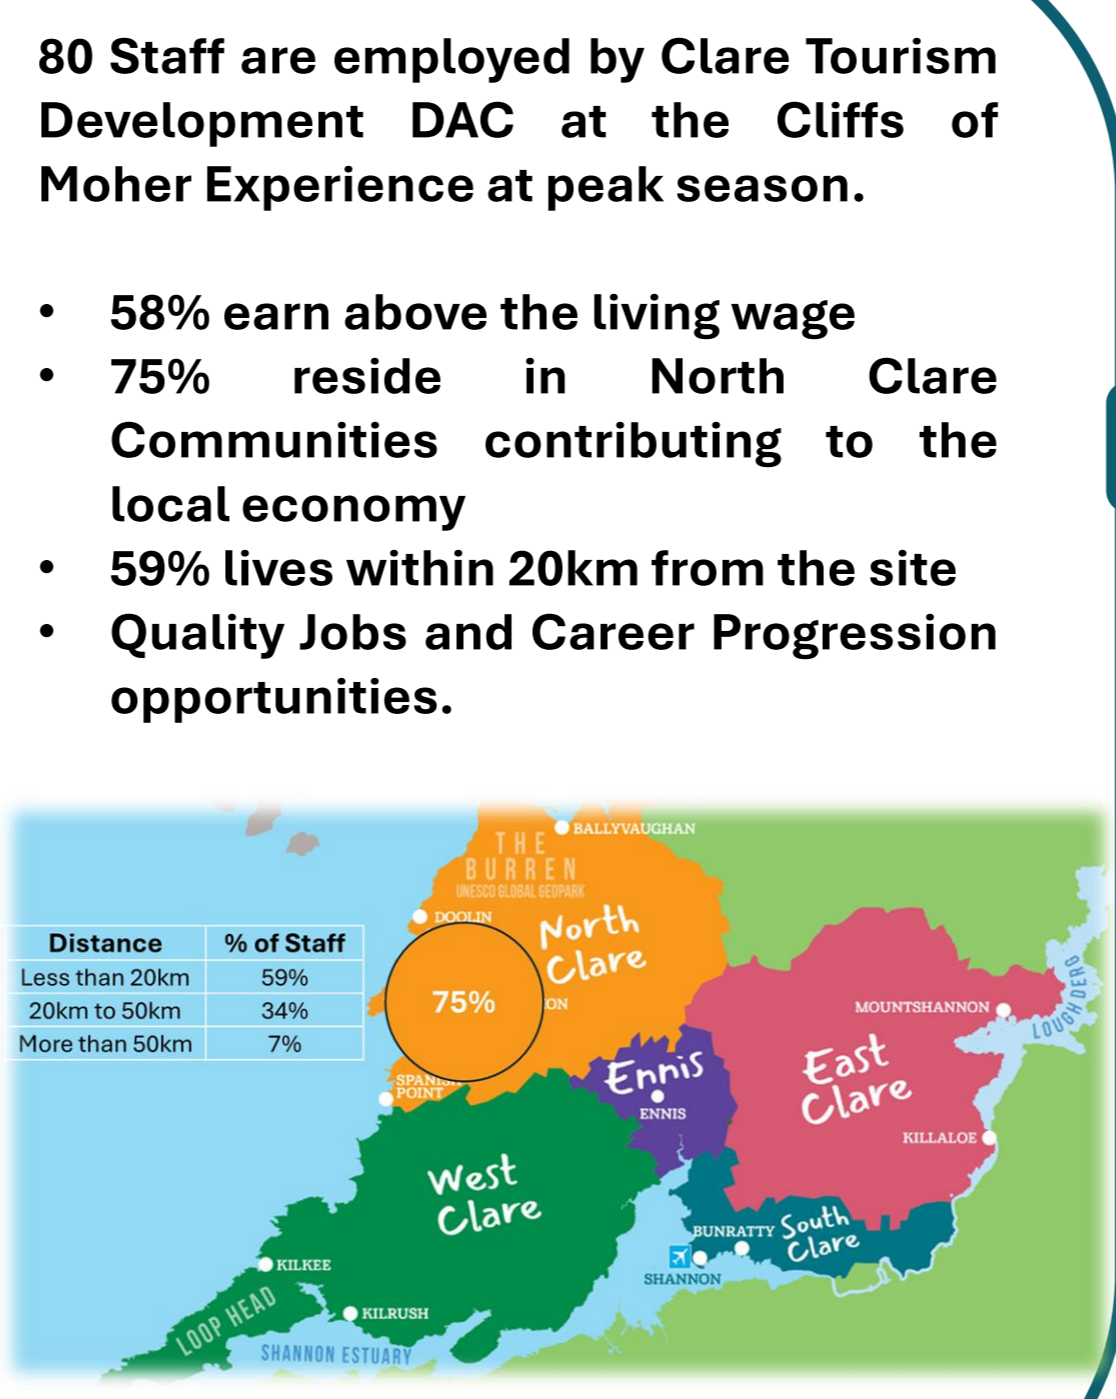 80 Staff are employed by Clare Tourism
Development DAC at the Cliffs of
Moher Experience at peak season.
• 58% earn above the living wage
• 75% reside in North Clare
Communities contributing to the
local economy
• 59% lives within 20km from the site
• Quality Jobs and Career Progression
opportunities.
BALLYVAUGHAN
THE
BURREN
UNESCO GLOBAL GEOPARK
DOOLIN
North
Clare
Distance % of Staff
Less than 20km 59%
20km to 50km 34%
More than 50km 7%
75%
ON
MOUNTSHANNON
LOUGH DERG
East
Clare
Ennis
ENNIS
POINT
KILLALOE
West
Clare
BUNRATTY
South
Clare
SHANNON
KILKEE
LOOP HEAD
KILRUSH
SHANNON ESTUARY